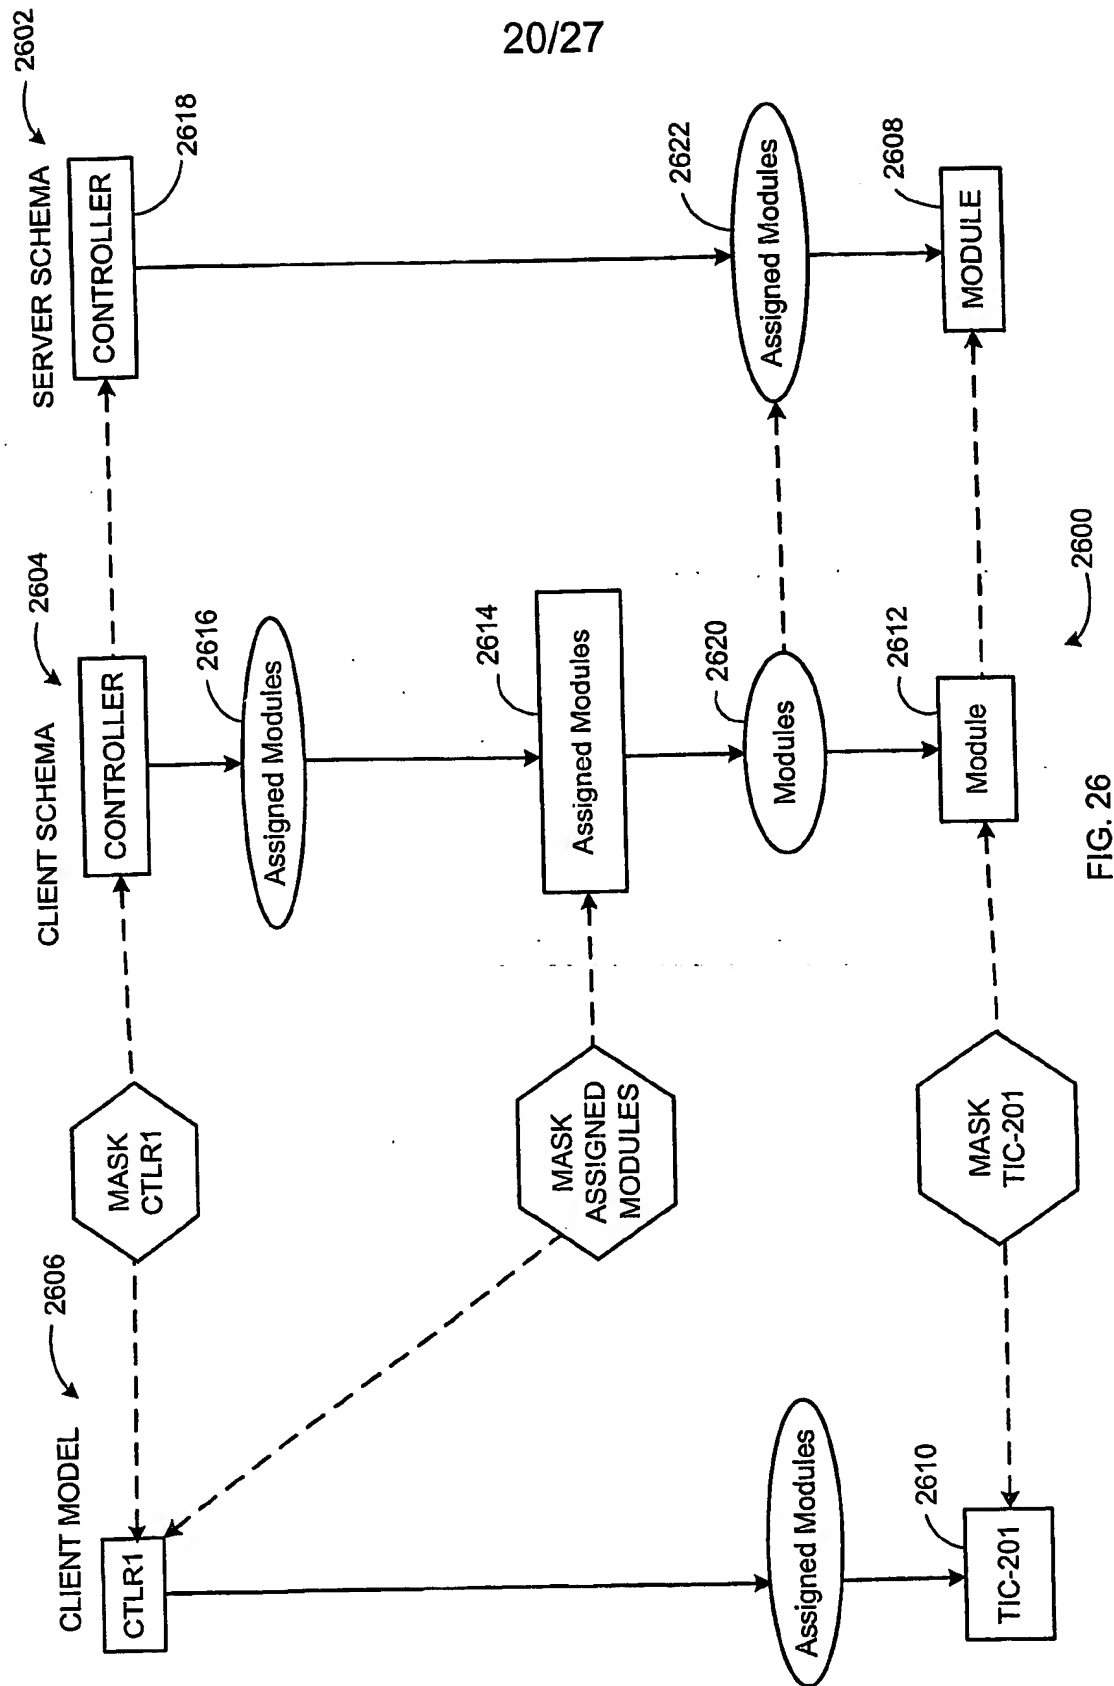 20/27
CLIENT MODEL
2606
CLIENT SCHEMA
2604
SERVER SCHEMA
2602
CTLR1
MASK
CTLR1
CONTROLLER
CONTROLLER
2618
Assigned Modules
2616
MASK
ASSIGNED
MODULES
Assigned Modules
2614
Assigned Modules
Modules
2620
Assigned Modules
2622
TIC-201
2610
MASK
TIC-201
Module
2612
MODULE
2608
2600
FIG. 26